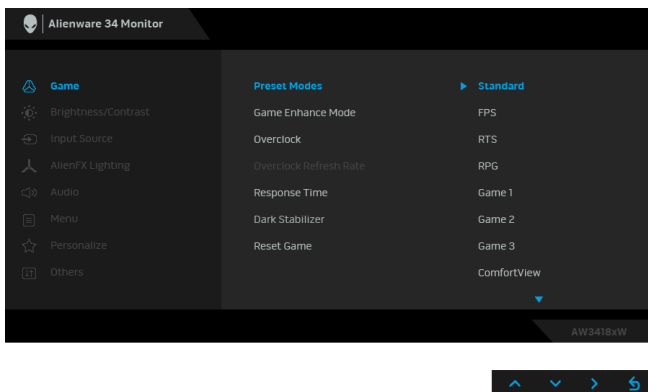 Alienware 34 Monitor
Game
Preset Modes
Standard
Brightness/Contrast
Game Enhance Mode
FPS
Input Source
Overclock
RTS
AlienFX Lighting
Overclock Refresh Rate
RPG
Audio
Response Time
Game 1
Menu
Dark Stabilizer
Game 2
Personalize
Reset Game
Game 3
Others
ComfortView
AW3418xW